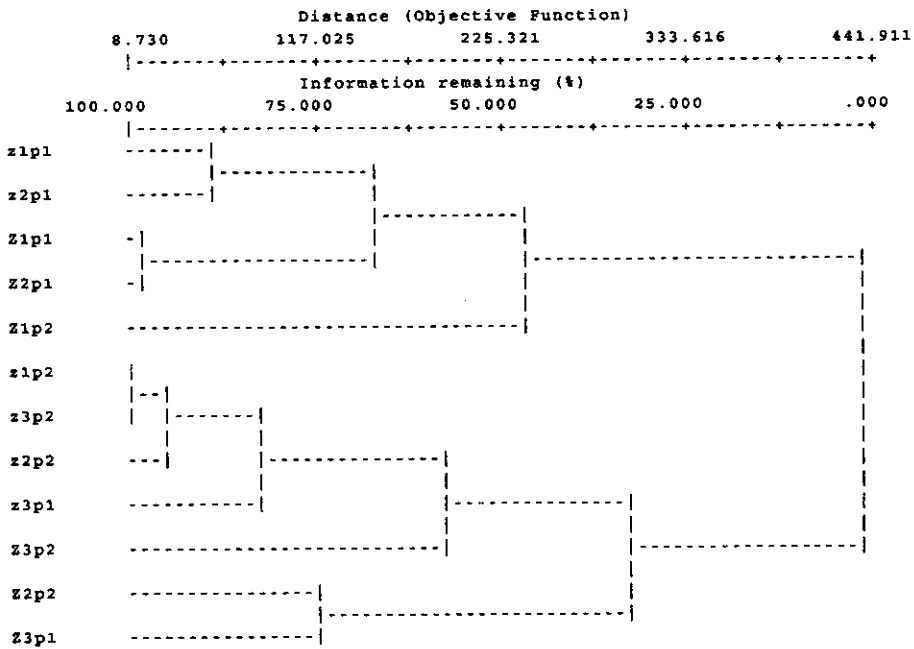 Distance (Objective Function)
8.730 117.025 225.321 333.616 441.911
Information remaining (%)
100.000 75.000 50.000 25.000 .000
z1p1
z2p1
Z1p1
Z2p1
Z1p2
z1p2
z3p2
z2p2
z3p1
Z3p2
Z2p2
Z3p1